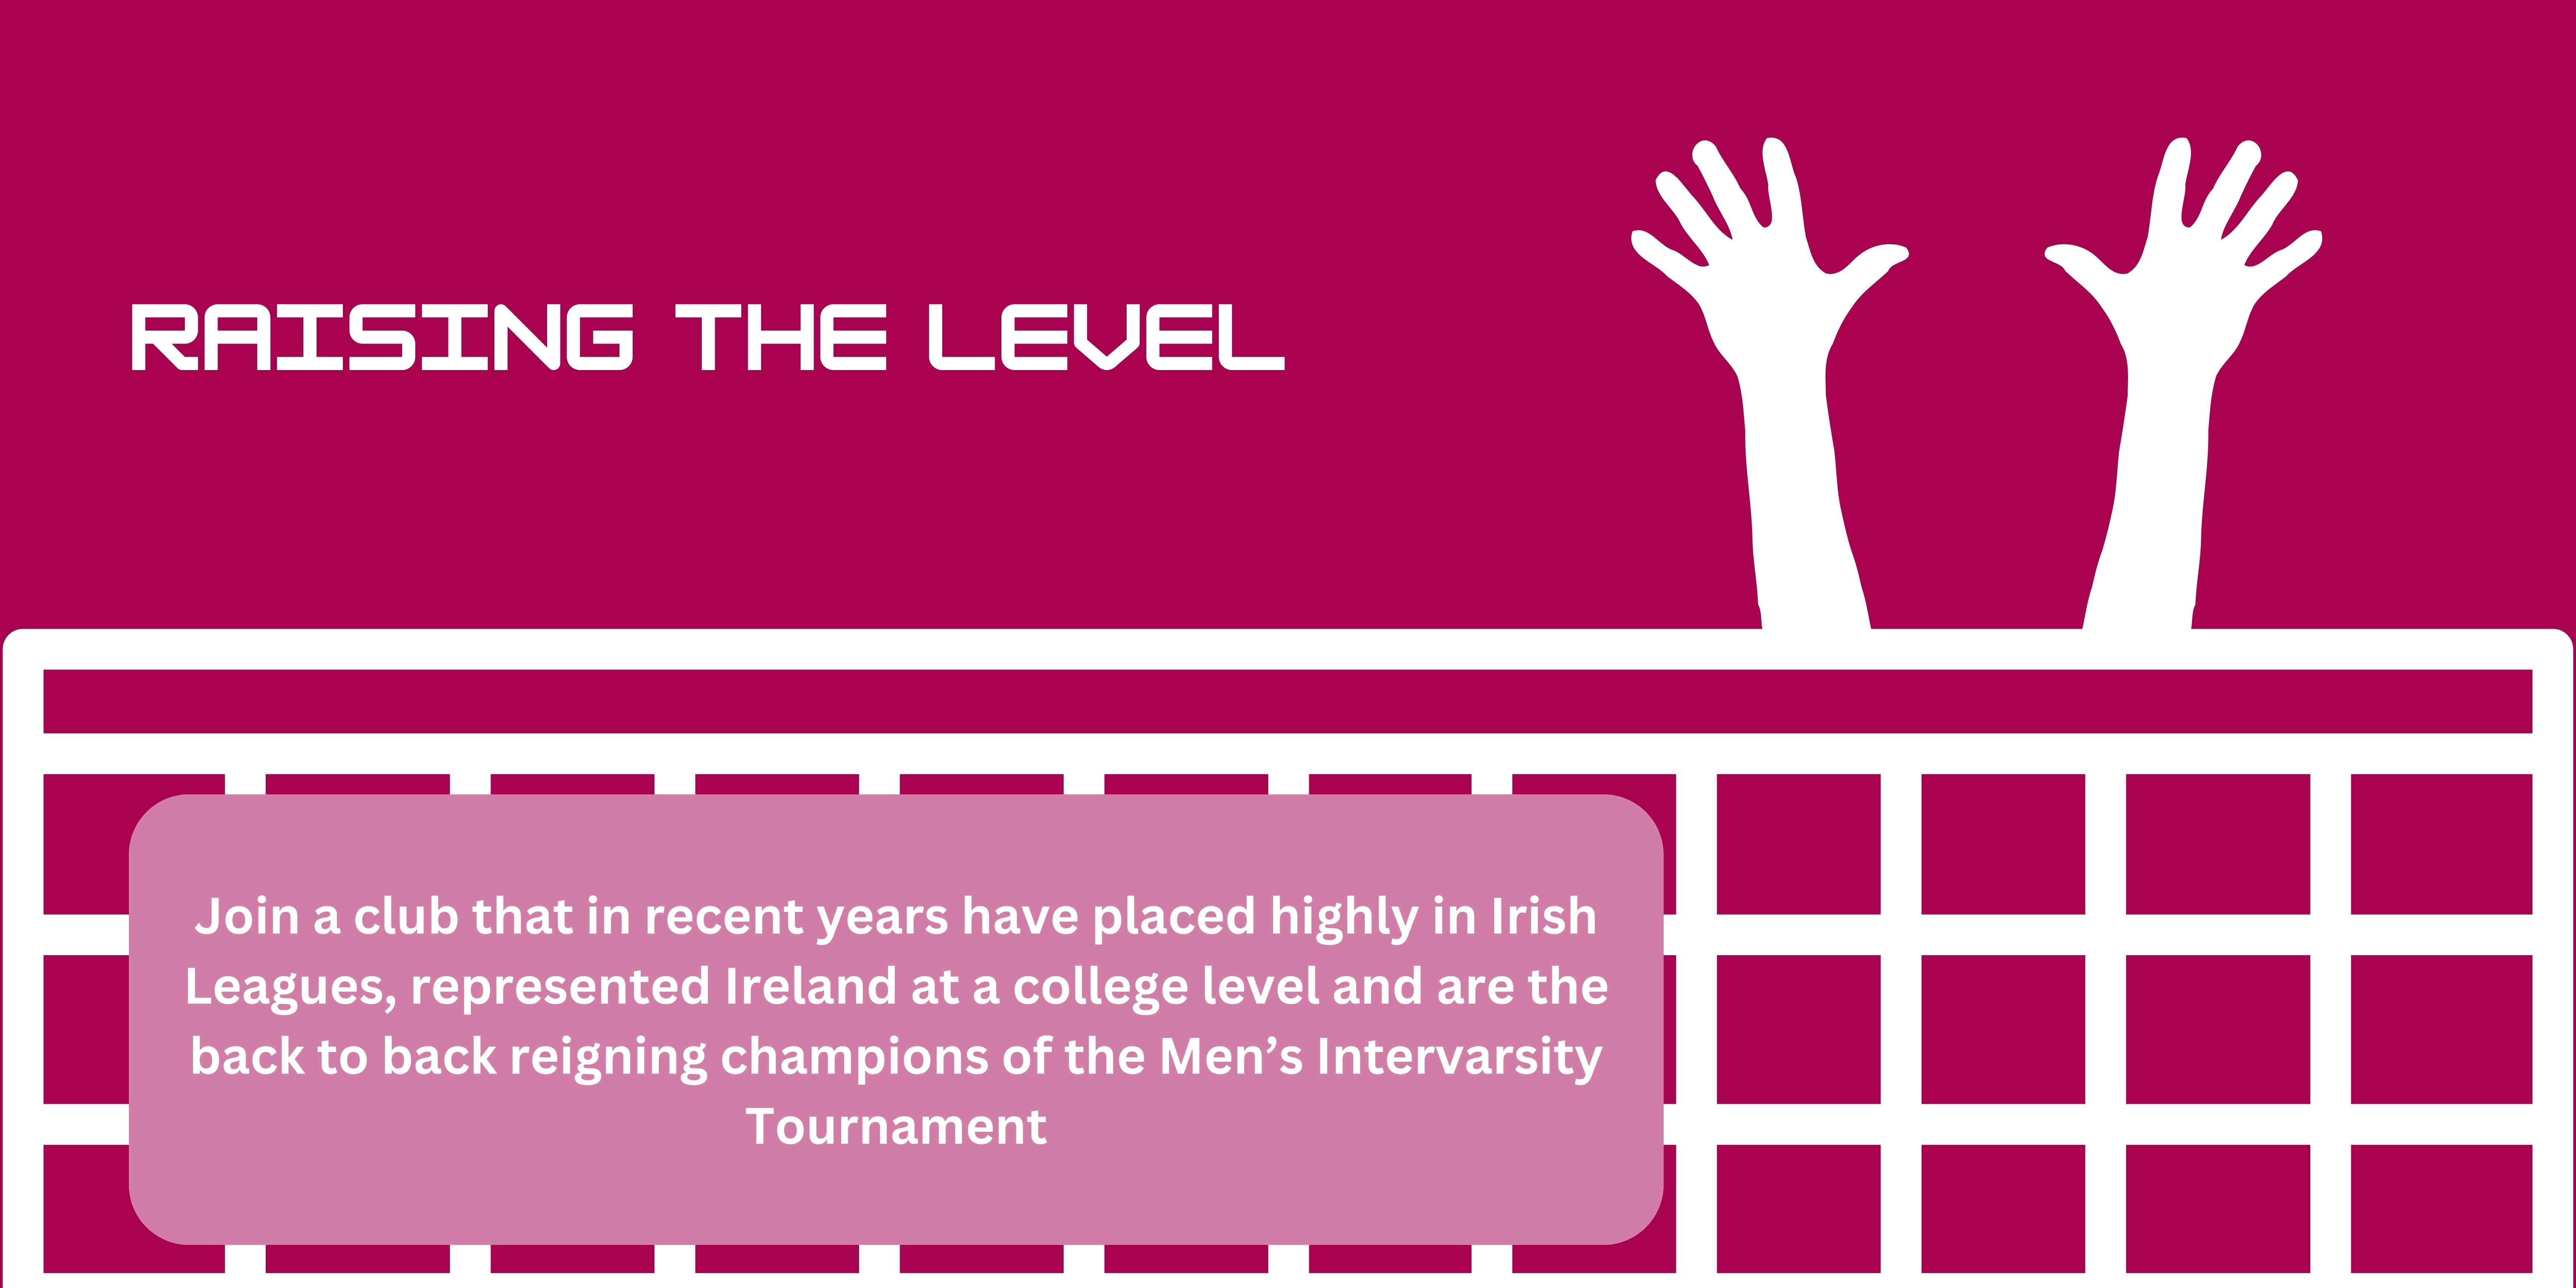 RAISING THE LEVEL
Join a club that in recent years have placed highly in Irish
Leagues, represented Ireland at a college level and are the
back to back reigning champions of the Men’s Intervarsity
Tournament